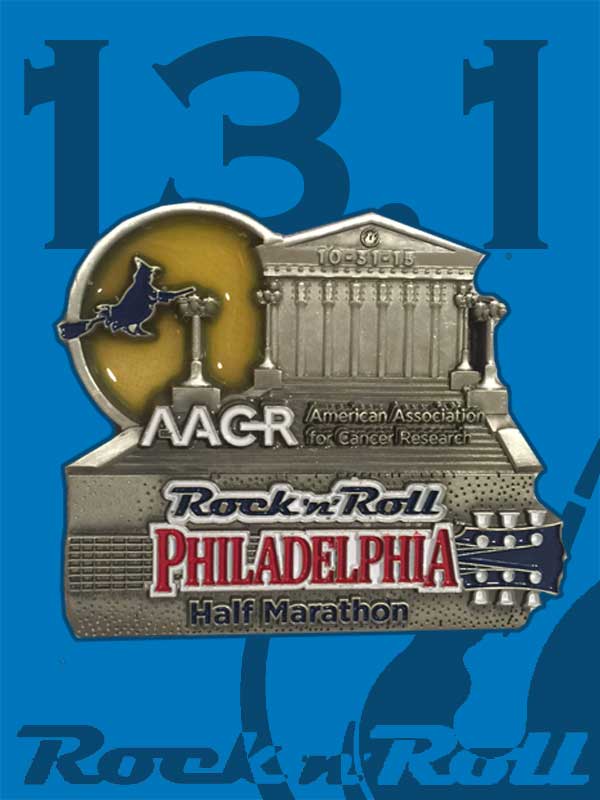 13.1
10-31-15
AACR American Association
for Cancer Research
Rock 'n' Roll
PHILADELPHIA
Half Marathon
Rock 'n' Roll